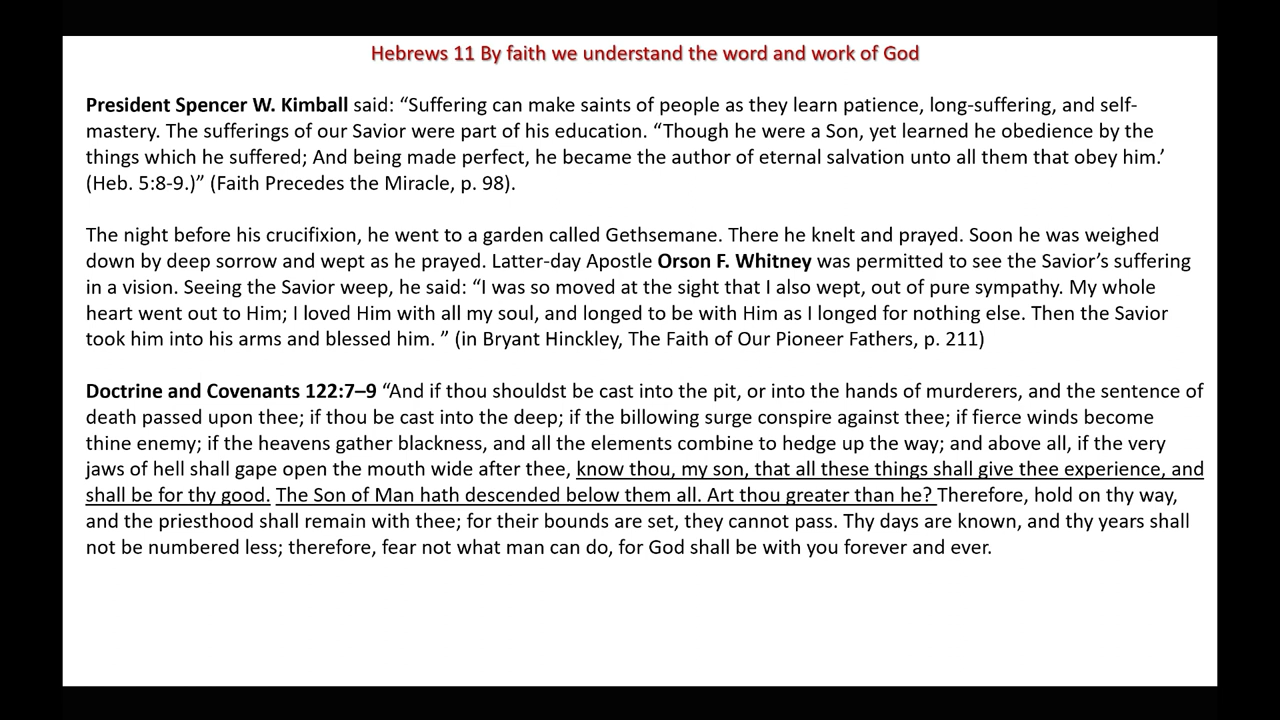 Hebrews 11 By faith we understand the word and work of God
President Spencer W. Kimball said: “Suffering can make saints of people as they learn patience, long-suffering, and self-
mastery. The sufferings of our Savior were part of his education. “Though he were a Son, yet learned he obedience by the
things which he suffered; And being made perfect, he became the author of eternal salvation unto all them that obey him.’
(Heb. 5:8-9.)” (Faith Precedes the Miracle, p. 98).
The night before his crucifixion, he went to a garden called Gethsemane. There he knelt and prayed. Soon he was weighed
down by deep sorrow and wept as he prayed. Latter-day Apostle Orson F. Whitney was permitted to see the Savior’s suffering
in a vision. Seeing the Savior weep, he said: “I was so moved at the sight that I also wept, out of pure sympathy. My whole
heart went out to Him; I loved Him with all my soul, and longed to be with Him as I longed for nothing else. Then the Savior
took him into his arms and blessed him. ” (in Bryant Hinckley, The Faith of Our Pioneer Fathers, p. 211)
Doctrine and Covenants 122:7–9 “And if thou shouldst be cast into the pit, or into the hands of murderers, and the sentence of
death passed upon thee; if thou be cast into the deep; if the billowing surge conspire against thee; if fierce winds become
thine enemy; if the heavens gather blackness, and all the elements combine to hedge up the way; and above all, if the very
jaws of hell shall gape open the mouth wide after thee, know thou, my son, that all these things shall give thee experience, and
shall be for thy good. The Son of Man hath descended below them all. Art thou greater than he? Therefore, hold on thy way,
and the priesthood shall remain with thee; for their bounds are set, they cannot pass. Thy days are known, and thy years shall
not be numbered less; therefore, fear not what man can do, for God shall be with you forever and ever.